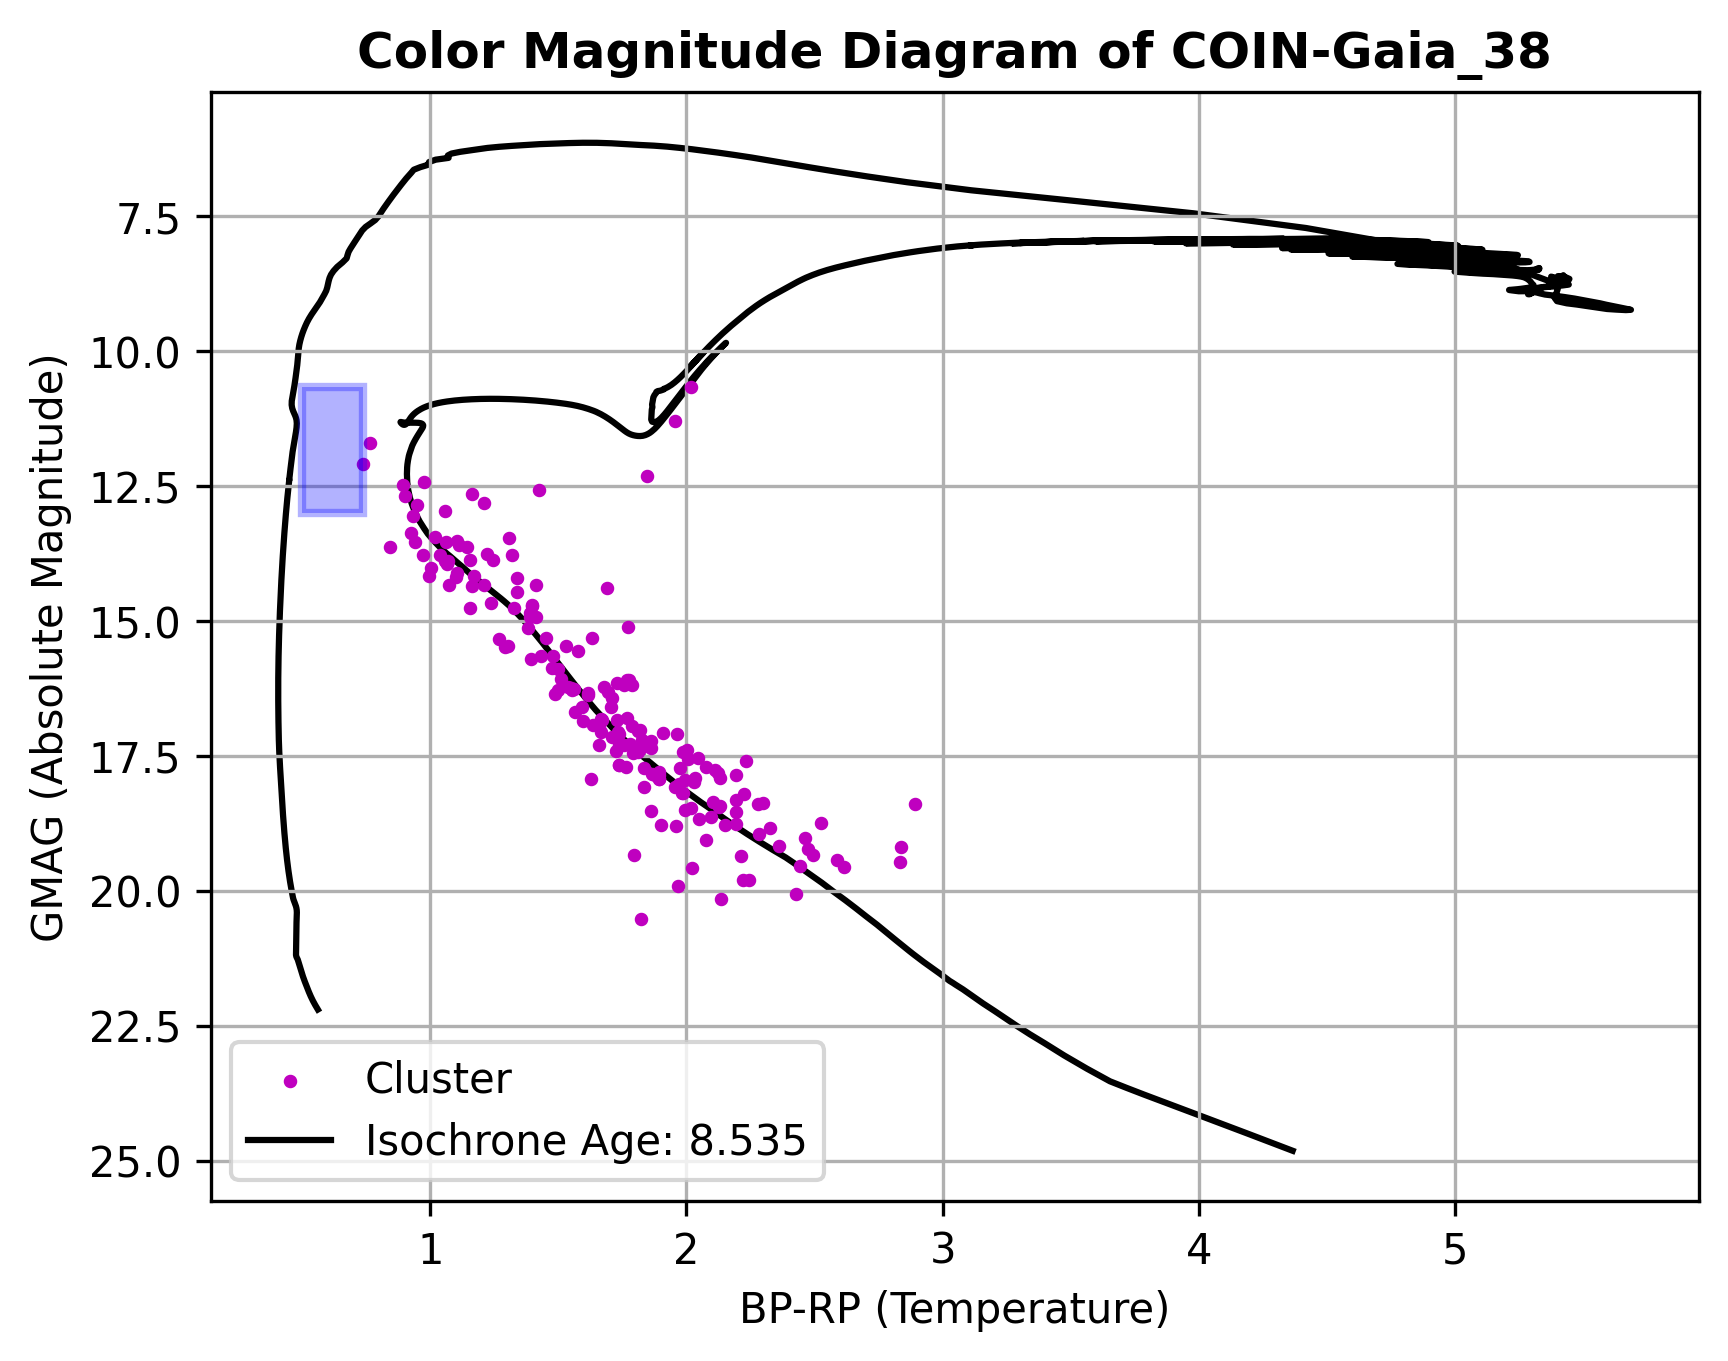 Color Magnitude Diagram of COIN-Gaia_38
GMAG (Absolute Magnitude)
7.5
10.0
12.5
15.0
17.5
20.0
22.5
25.0
Cluster
Isochrone Age: 8.535
1
2
3
4
5
BP-RP (Temperature)